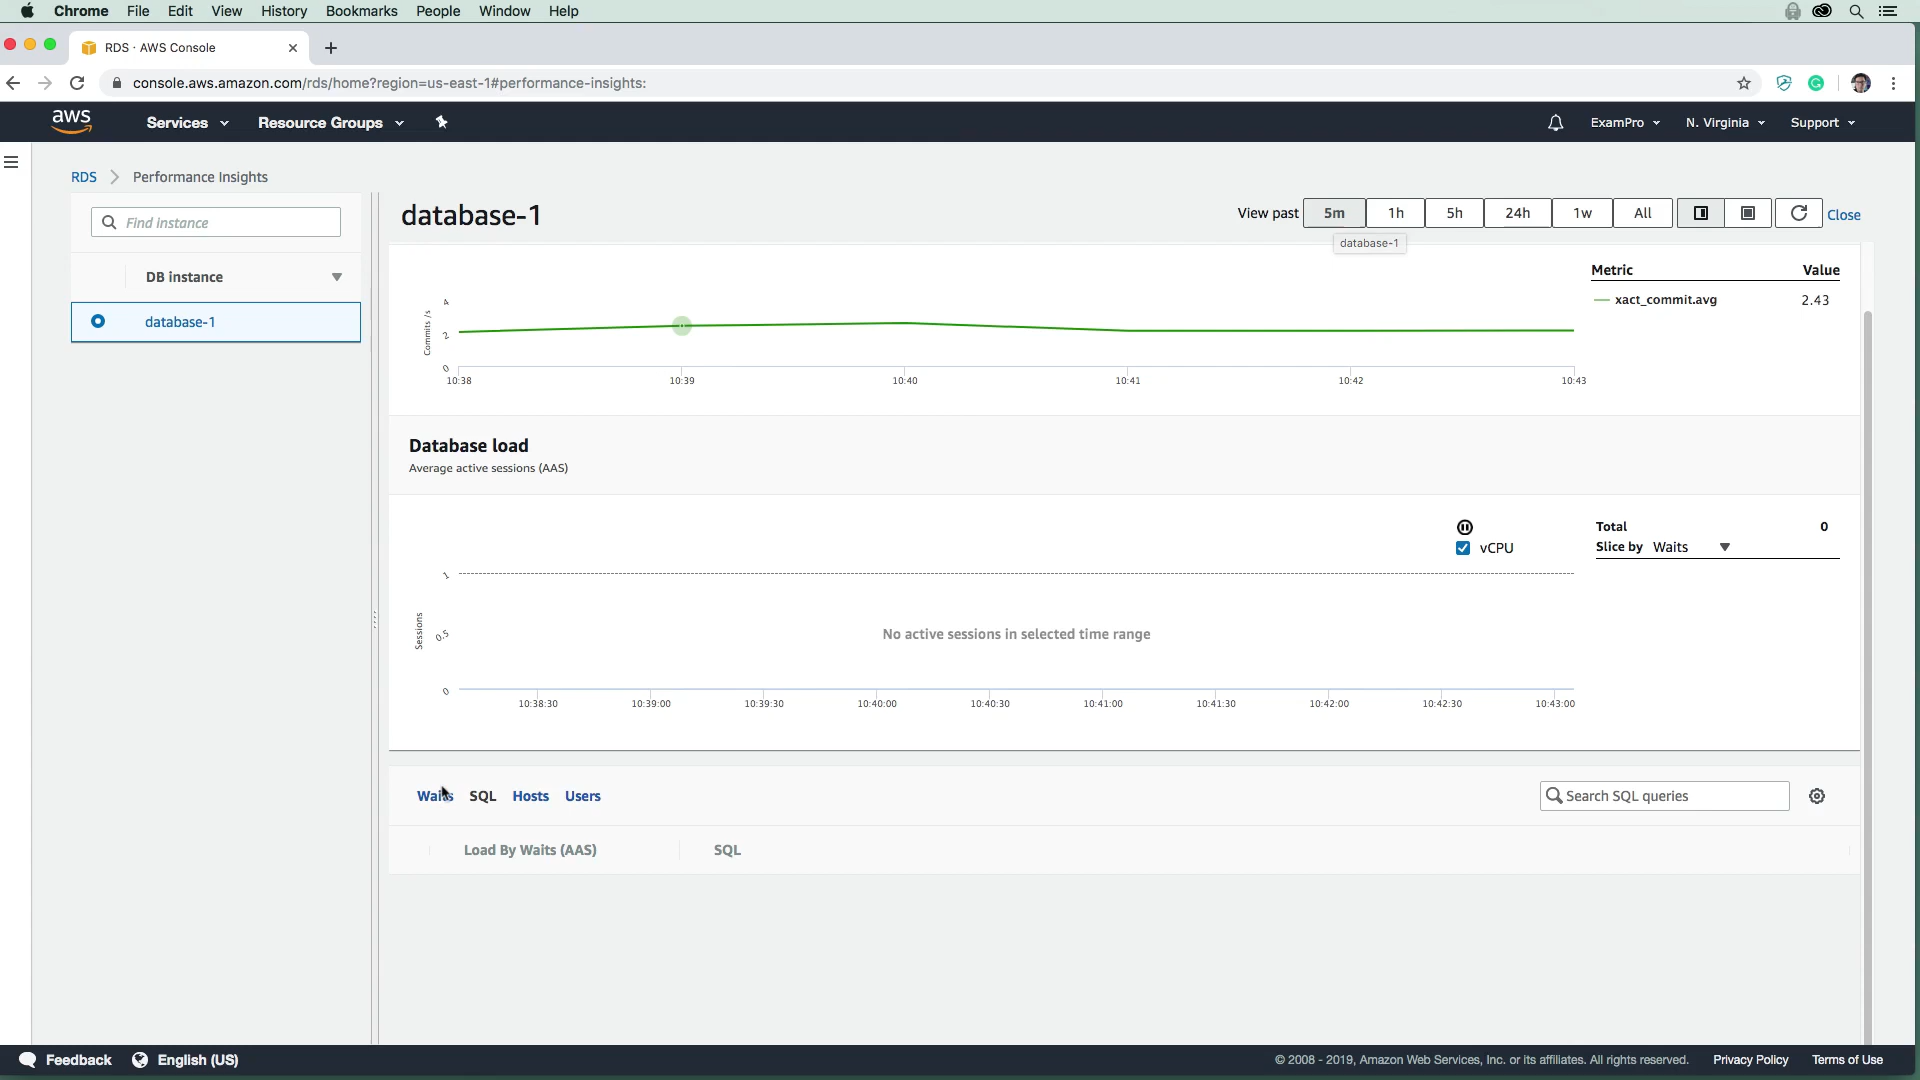 Chrome File Edit View History Bookmarks People Window Help
RDS · AWS Console
console.aws.amazon.com/rds/home?region=us-east-1#performance-insights:
aws Services Resource Groups ExamPro N. Virginia Support
RDS Performance Insights
Find instance
DB instance
database-1
database-1
View past 5m 1h 5h 24h 1w All Close
database-1
Metric Value
xact_commit.avg 2.43
Commits /s
4
2
0
10:38 10:39 10:40 10:41 10:42 10:43
Database load
Average active sessions (AAS)
vCPU
Total 0
Slice by Waits
Sessions
1
0.5
0
No active sessions in selected time range
10:38:30 10:39:00 10:39:30 10:40:00 10:40:30 10:41:00 10:41:30 10:42:00 10:42:30 10:43:00
Waits SQL Hosts Users
Search SQL queries
Load By Waits (AAS) SQL
Feedback English (US)
© 2008 - 2019, Amazon Web Services, Inc. or its affiliates. All rights reserved. Privacy Policy Terms of Use